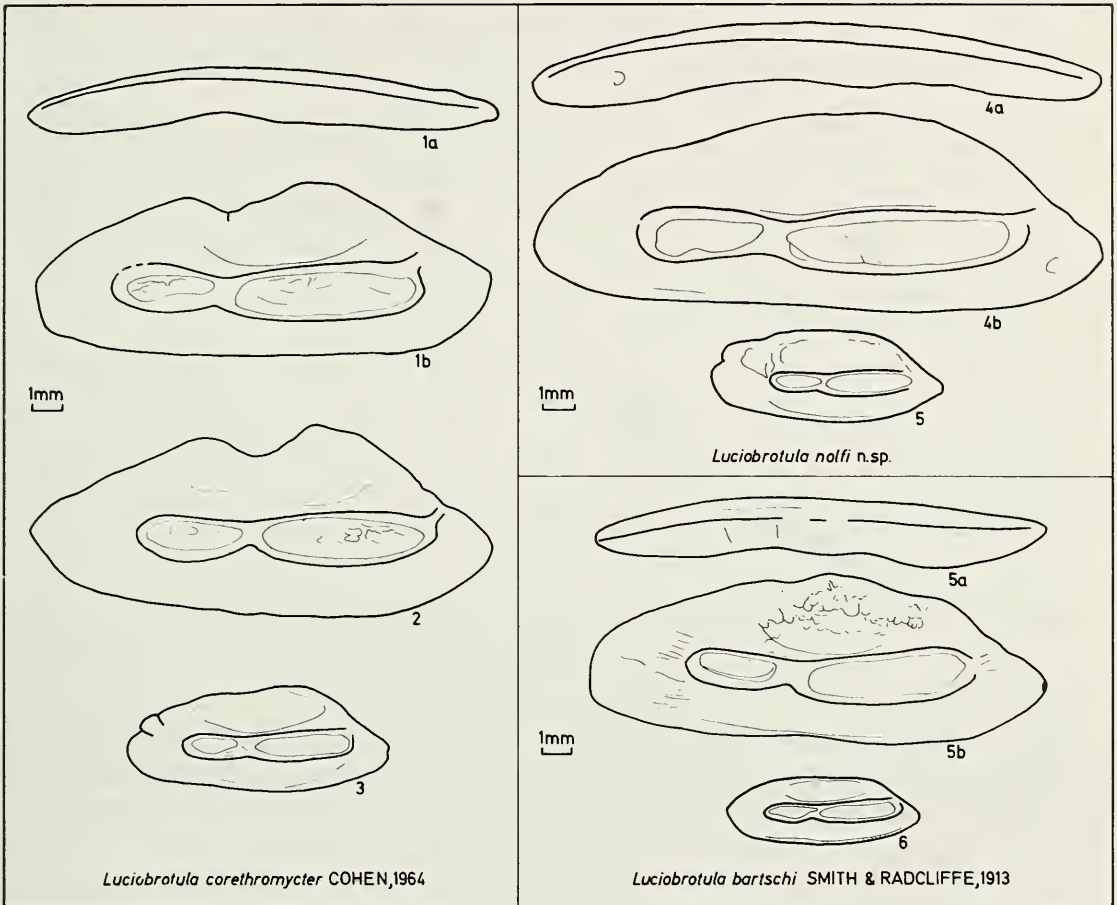 1a
1b
1mm
2
3
Luciobrotula corethromycter COHEN,1964
4a
4b
1mm
5
Luciobrotula nolfi n.sp.
5a
5b
1mm
6
Luciobrotula bartschi SMITH & RADCLIFFE,1913